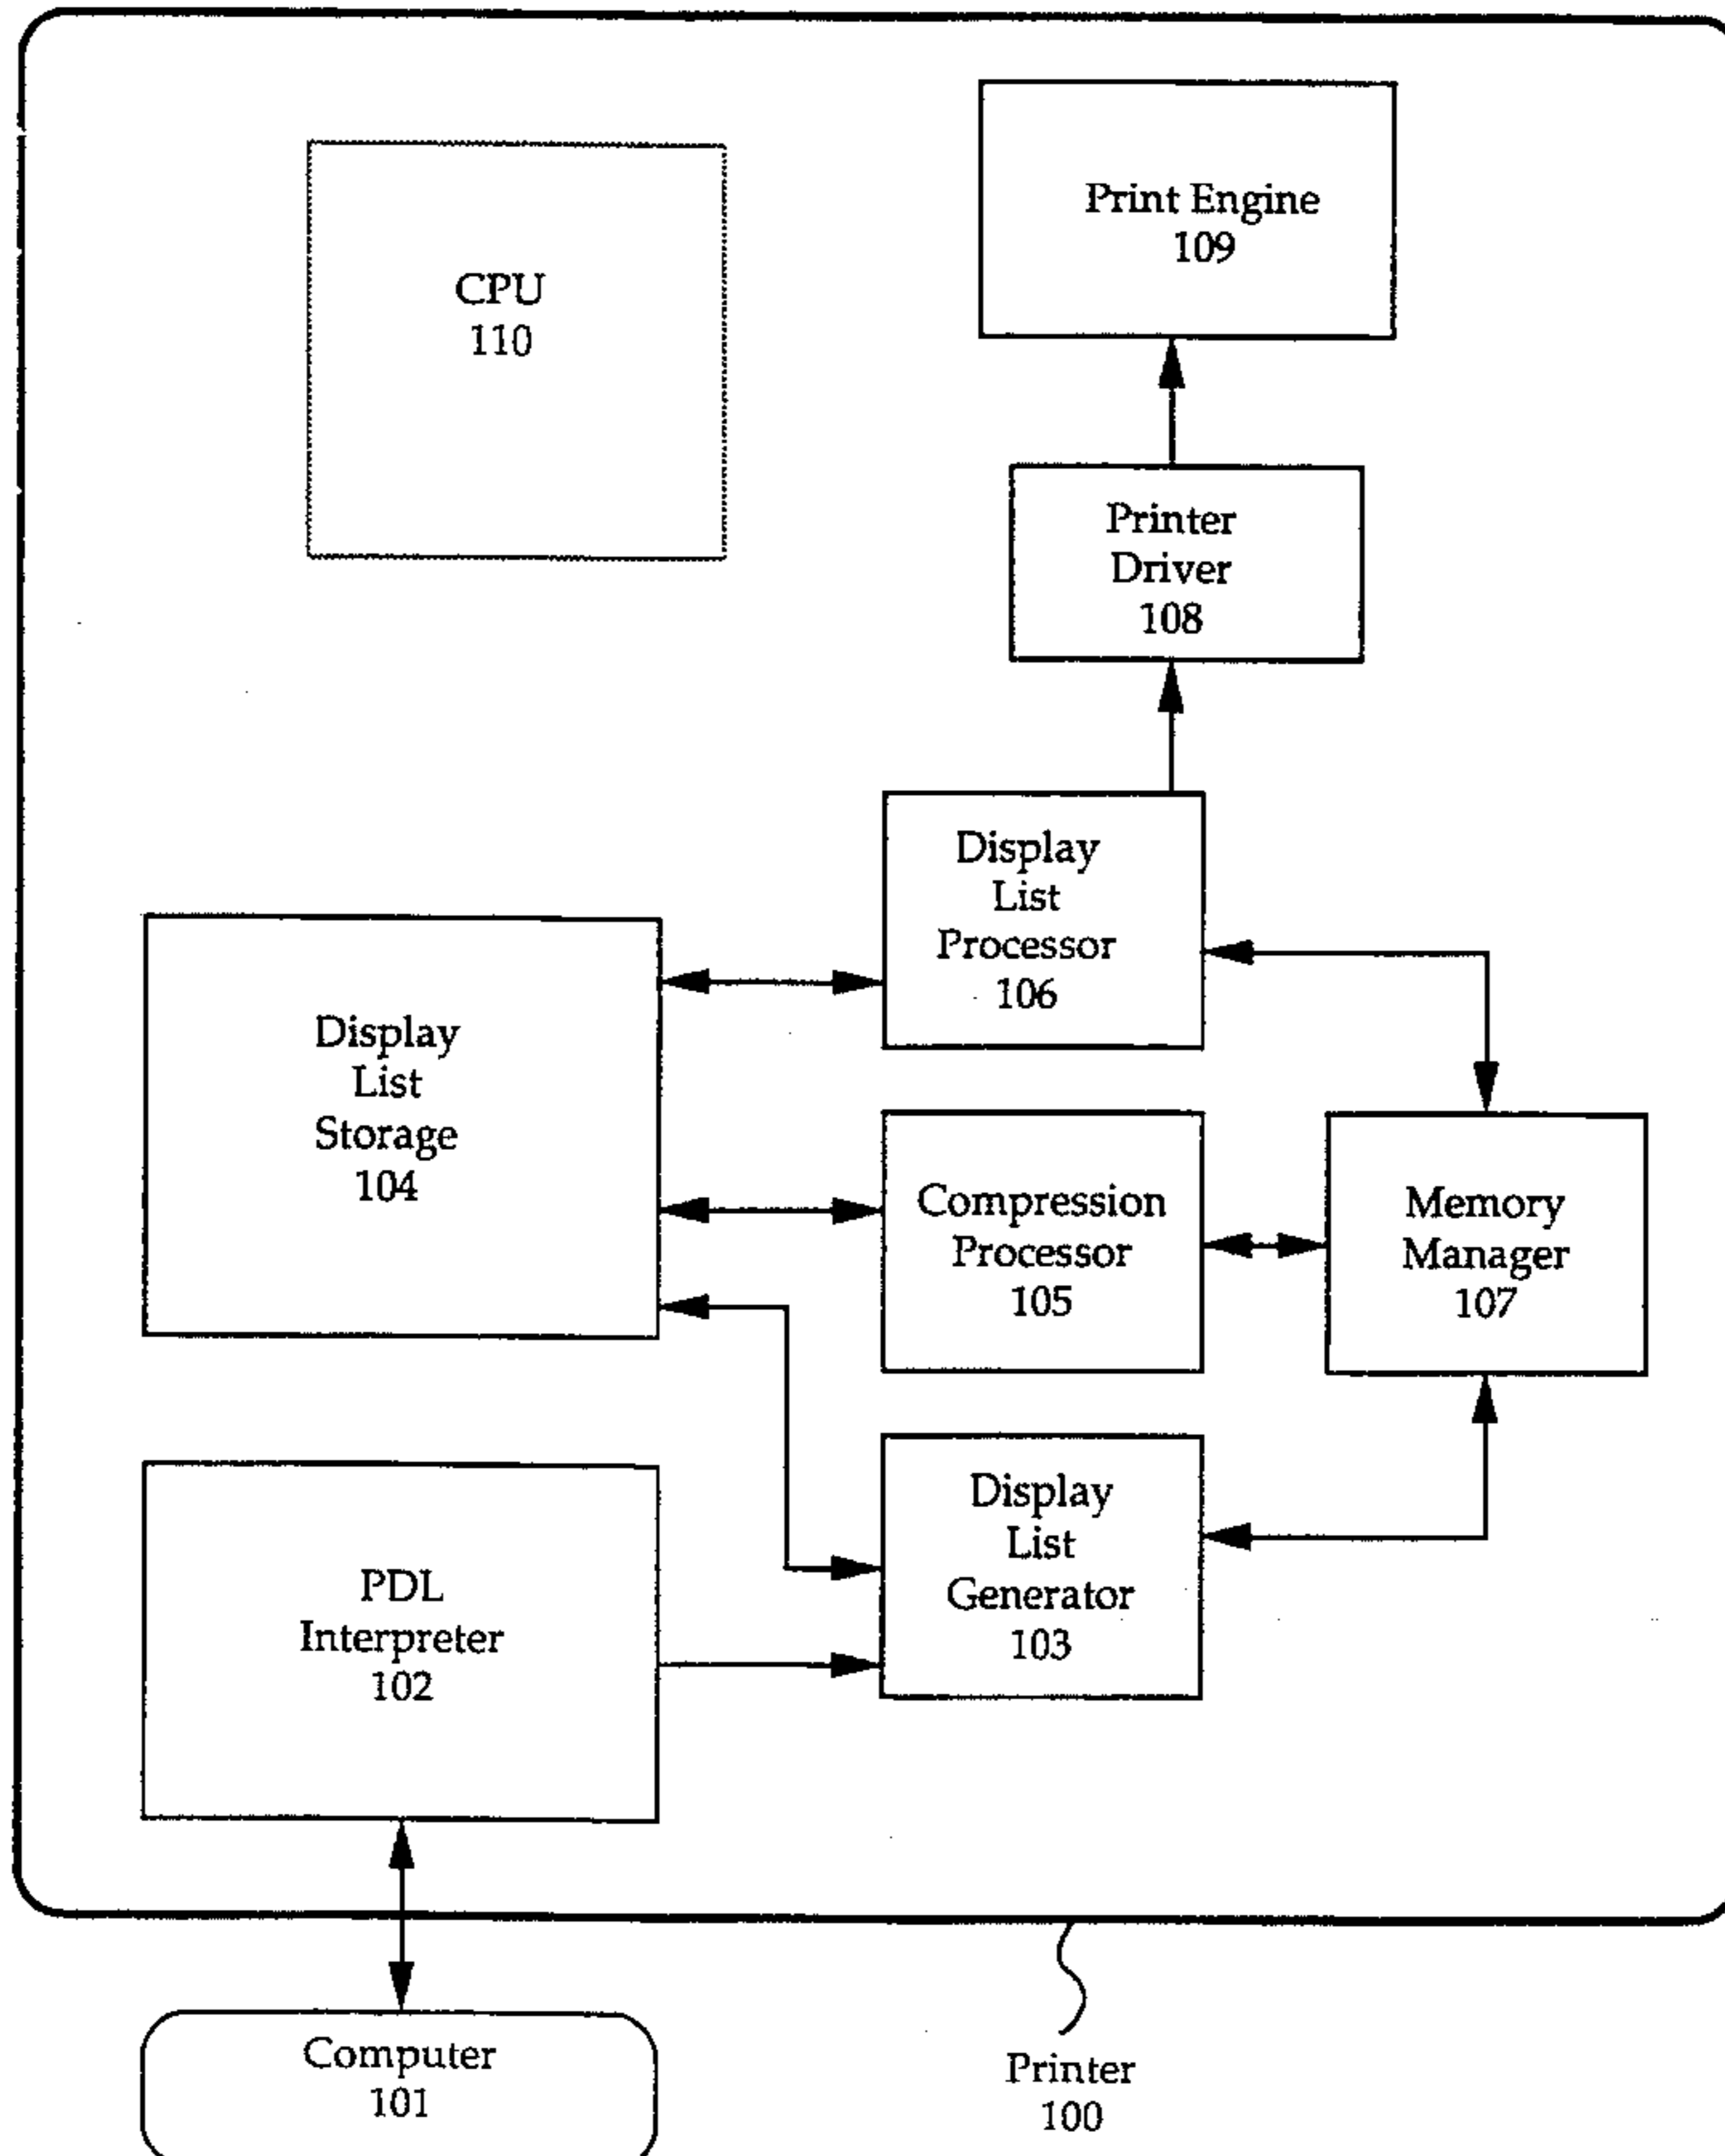 Print Engine
109
CPU
110
Printer
Driver
108
Display
List
Processor
106
Display
List
Storage
104
Compression
Processor
105
Memory
Manager
107
Display
List
Generator
103
PDL
Interpreter
102
Computer
101
Printer
100